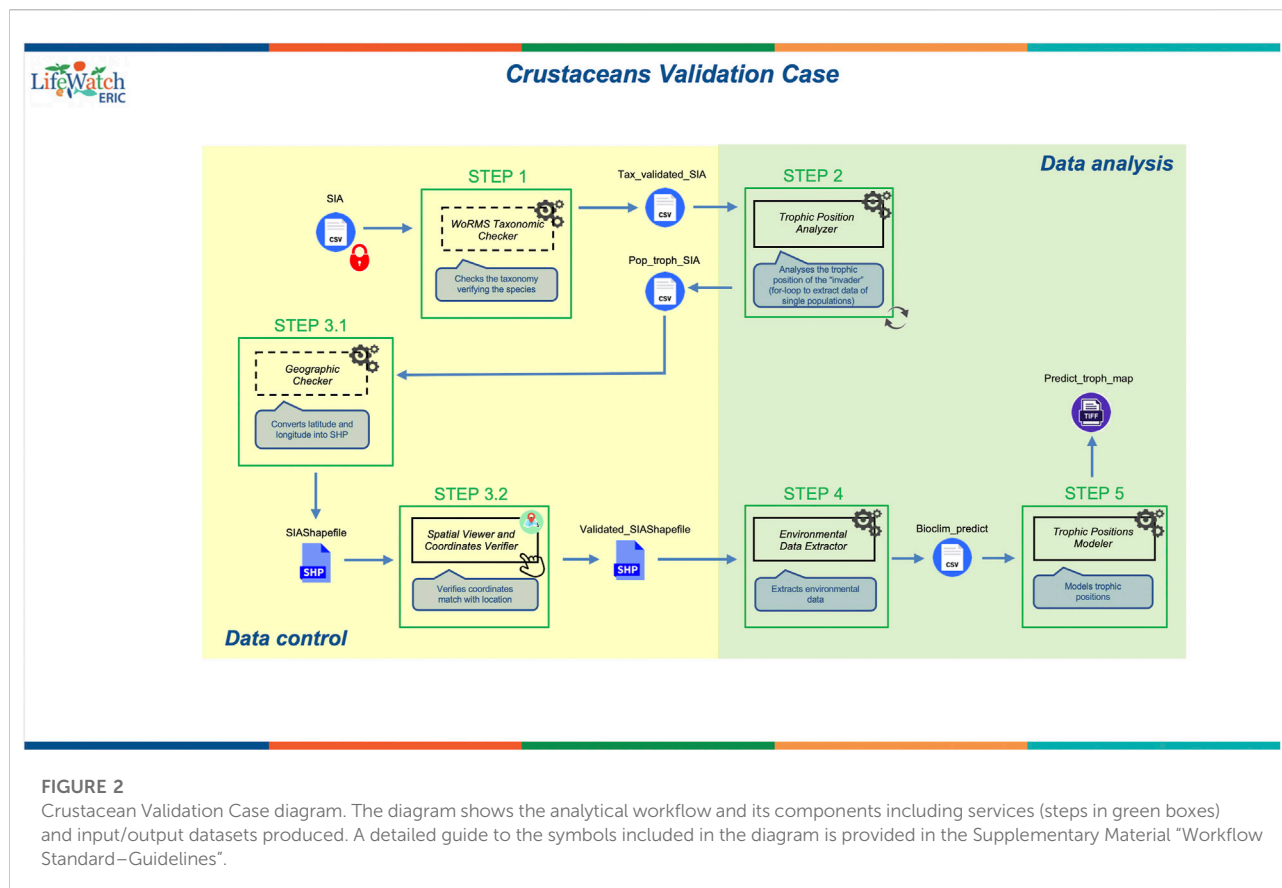 LifeWatch
ERIC
Crustaceans Validation Case
Data analysis
STEP 1
Tax_validated_SIA
STEP 2
SIA
CSV
WoRMS Taxonomic
Checker
CSV
Trophic Position
Analyzer
Checks the taxonomy
verifying the species
Pop_troph_SIA
CSV
Analyses the trophic
position of the "invader"
(for-loop to extract data of
single populations)
STEP 3.1
Geographic
Checker
Converts latitude and
longitude into SHP
Predict_troph_map
TIFF
STEP 3.2
STEP 4
STEP 5
SIAShapefile
SHP
Spatial Viewer and
Coordinates Verifier
Validated_SIAShapefile
SHP
Environmental
Data Extractor
Bioclim_predict
CSV
Trophic Positions
Modeler
Verifies coordinates
match with location
Extracts environmental
data
Models trophic
positions
Data control
FIGURE 2
Crustacean Validation Case diagram. The diagram shows the analytical workflow and its components including services (steps in green boxes)
and input/output datasets produced. A detailed guide to the symbols included in the diagram is provided in the Supplementary Material “Workflow
Standard–Guidelines”.